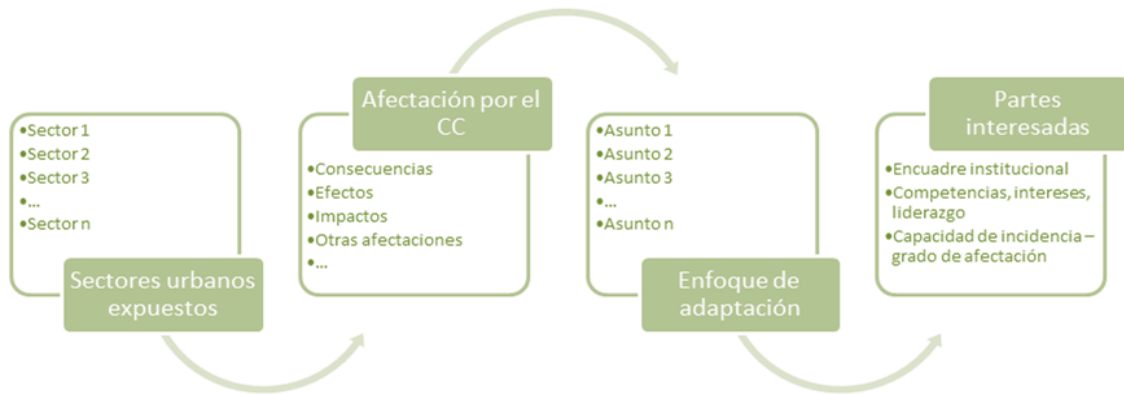 •Sector 1
•Sector 2
•Sector 3
•...
•Sector n
Sectores urbanos
expuestos
Afectación por el
CC
•Consecuencias
•Efectos
•Impactos
•Otras afectaciones
•...
•Asunto 1
•Asunto 2
•Asunto 3
•...
•Asunto n
Enfoque de
adaptación
Partes
interesadas
•Encuadre institucional
•Competencias, intereses,
liderazgo
•Capacidad de incidencia –
grado de afectación